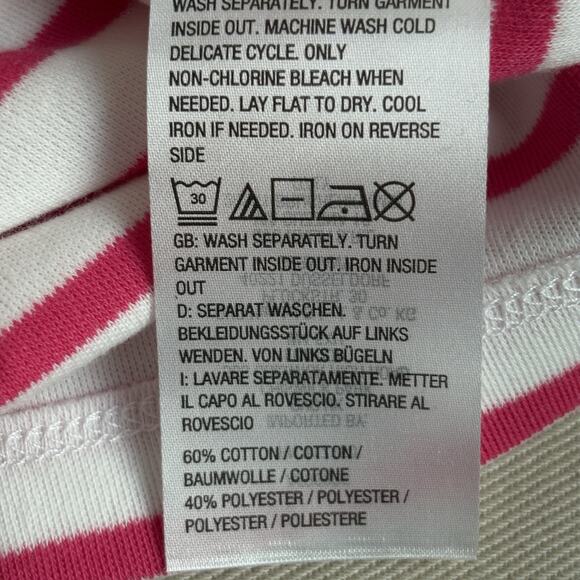 WASH SEPARATELY. TURN GARMENT
INSIDE OUT. MACHINE WASH COLD
DELICATE CYCLE. ONLY
NON-CHLORINE BLEACH WHEN
NEEDED. LAY FLAT TO DRY. COOL
IRON IF NEEDED. IRON ON REVERSE
SIDE
30
GB: WASH SEPARATELY. TURN
GARMENT INSIDE OUT. IRON INSIDE
OUT
D: SEPARAT WASCHEN.
BEKLEIDUNGSSTÜCK AUF LINKS
WENDEN. VON LINKS BÜGELN
I: LAVARE SEPARATAMENTE. METTER
IL CAPO AL ROVESCIO. STIRARE AL
ROVESCIO
60% COTTON / COTTON /
BAUMWOLLE / COTONE
40% POLYESTER / POLYESTER /
POLYESTER / POLIESTERE